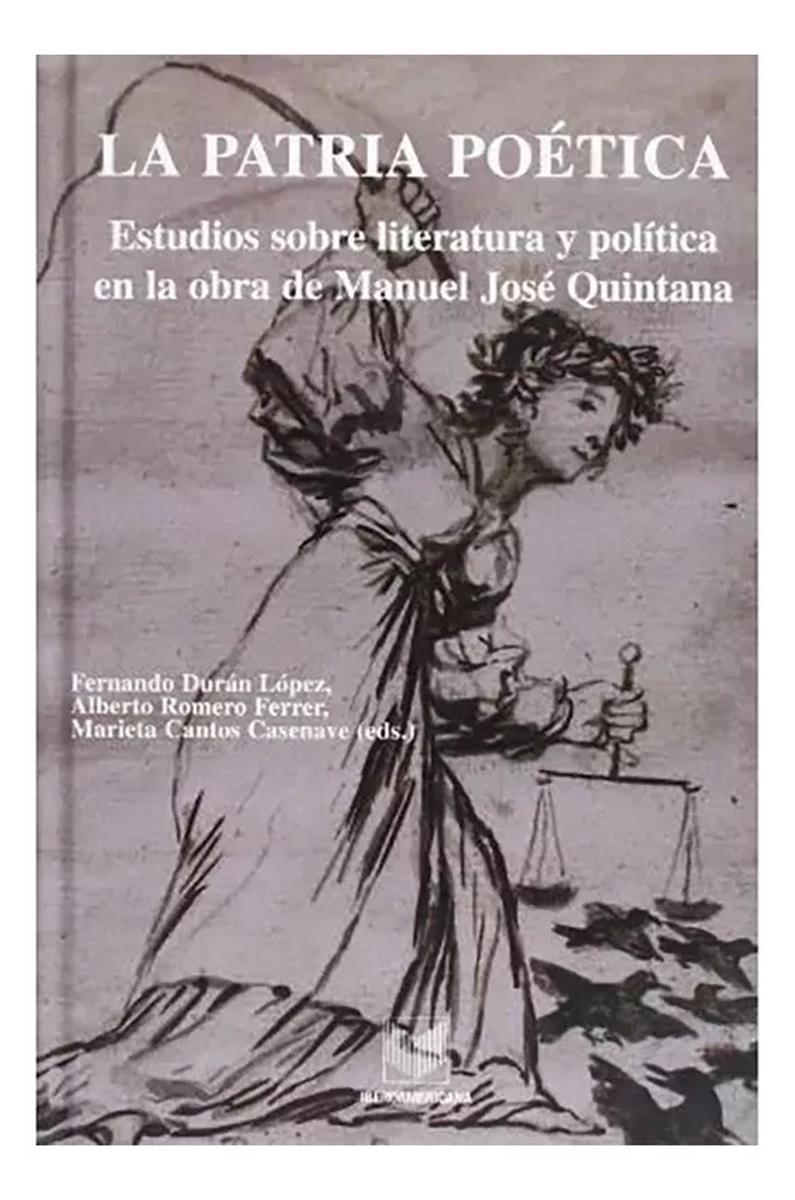 LA PATRIA POÉTICA
Estudios sobre literatura y política
en la obra de Manuel José Quintana
Fernando Durán López,
Alberto Romero Ferrer,
Marieta Cantos Casenave (eds.)
IBEROAMERICANA